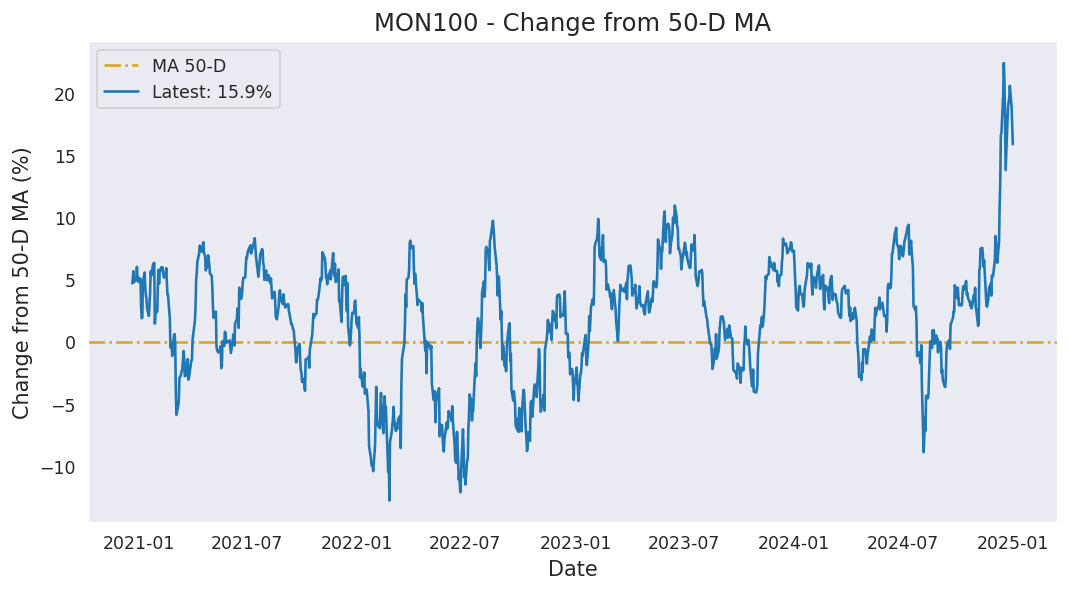 MON100 - Change from 50-D MA
MA 50-D
Latest: 15.9%
Change from 50-D MA (%)
20
15
10
5
0
−5
−10
2021-01 2021-07 2022-01 2022-07 2023-01 2023-07 2024-01 2024-07 2025-01
Date